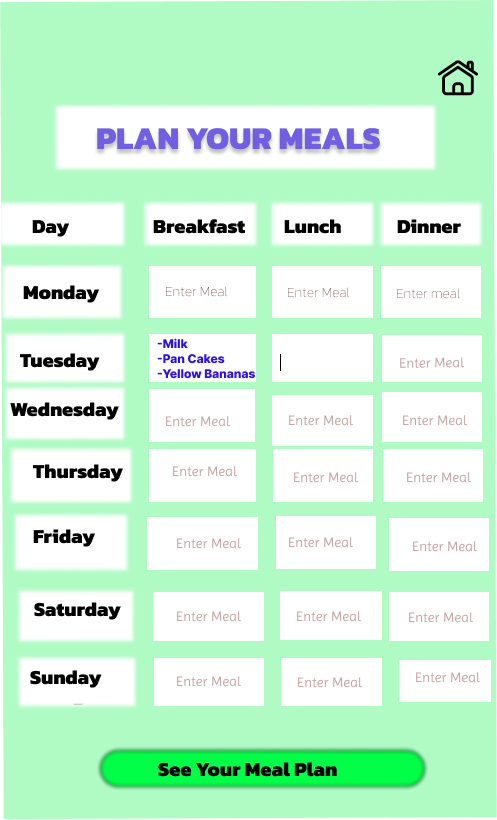 PLAN YOUR MEALS
Day Breakfast Lunch Dinner
Monday Enter Meal Enter Meal Enter meal
Tuesday -Milk
-Pan Cakes
-Yellow Bananas
Enter Meal
Wednesday Enter Meal Enter Meal Enter Meal
Thursday Enter Meal Enter Meal Enter Meal
Friday Enter Meal Enter Meal Enter Meal
Saturday Enter Meal Enter Meal Enter Meal
Sunday Enter Meal Enter Meal Enter Meal
See Your Meal Plan